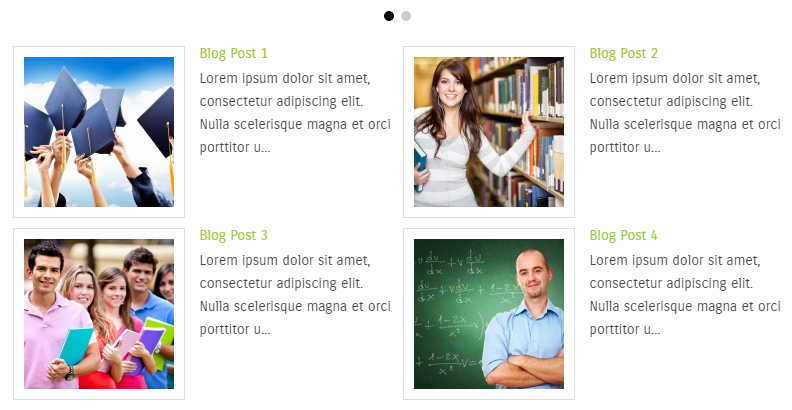 Blog Post 1
Lorem ipsum dolor sit amet,
consectetur adipiscing elit.
Nulla scelerisque magna et orci
porttitor u...
Blog Post 2
Lorem ipsum dolor sit amet,
consectetur adipiscing elit.
Nulla scelerisque magna et orci
porttitor u...
Blog Post 3
Lorem ipsum dolor sit amet,
consectetur adipiscing elit.
Nulla scelerisque magna et orci
porttitor u...
Blog Post 4
Lorem ipsum dolor sit amet,
consectetur adipiscing elit.
Nulla scelerisque magna et orci
porttitor u...